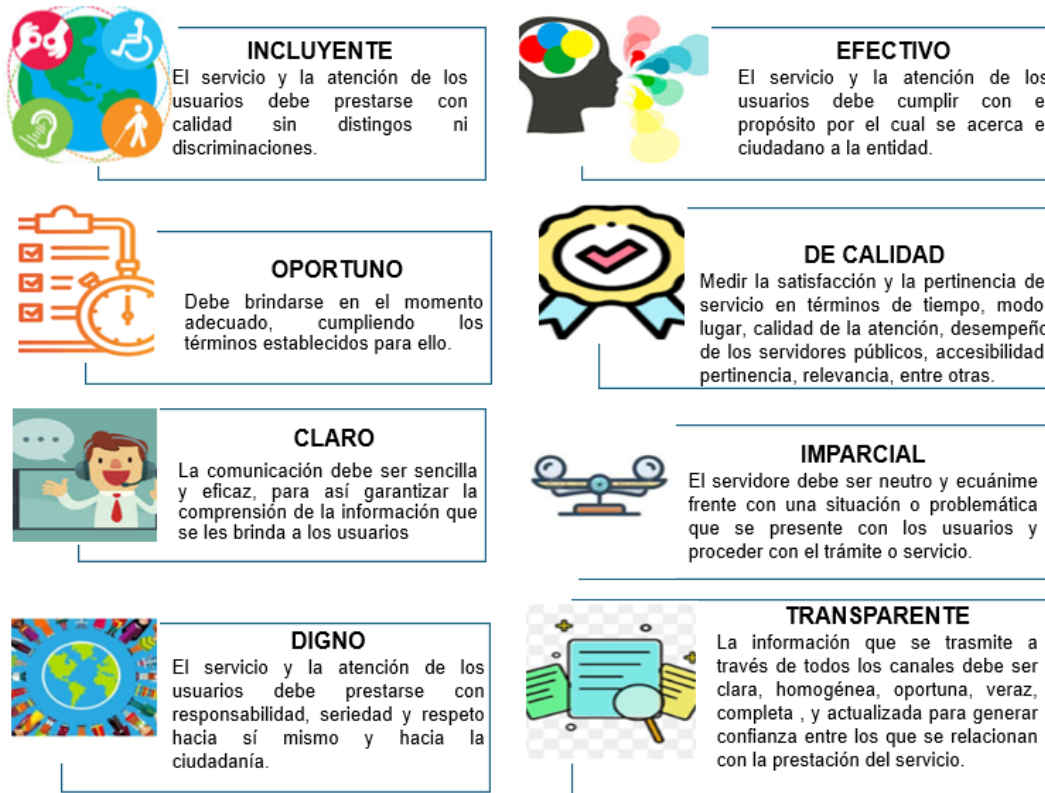 INCLUYENTE
El servicio y la atención de los
usuarios debe prestarse con
calidad sin distingos ni
discriminaciones.
EFECTIVO
El servicio y la atención de los
usuarios debe cumplir con e
propósito por el cual se acerca e
ciudadano a la entidad.
OPORTUNO
Debe brindarse en el momento
adecuado, cumpliendo los
términos establecidos para ello.
DE CALIDAD
Medir la satisfacción y la pertinencia de
servicio en términos de tiempo, modo
lugar, calidad de la atención, desempeño
de los servidores públicos, accesibilidad
pertinencia, relevancia, entre otras.
CLARO
La comunicación debe ser sencilla
y eficaz, para así garantizar la
comprensión de la información que
se les brinda a los usuarios
IMPARCIAL
El servidore debe ser neutro y ecuánime
frente con una situación o problemática
que se presente con los usuarios y
proceder con el trámite o servicio.
DIGNO
El servicio y la atención de los
usuarios debe prestarse con
responsabilidad, seriedad y respeto
hacia sí mismo y hacia la
ciudadanía.
TRANSPARENTE
La información que se trasmite a
través de todos los canales debe ser
clara, homogénea, oportuna, veraz,
completa , y actualizada para generar
confianza entre los que se relacionan
con la prestación del servicio.